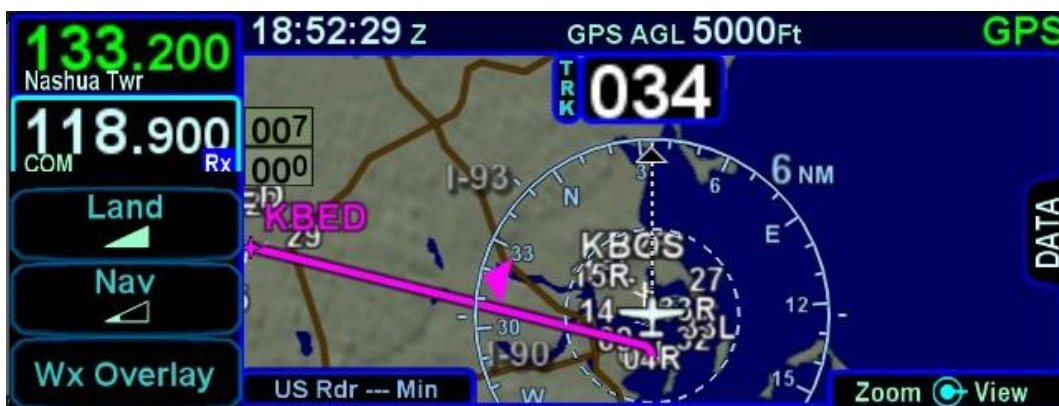 133.200
Nashua Twr
18:52:29 Z
GPS AGL 5000Ft
GPS
118.900
COM
Rx
TRK
034
007
000
I-93
6 NM
N
3
6
E
12
15
33
30
W
KBED
29
Land
Nav
Wx Overlay
KBOS
15R
27
14
33L
32
04R
I-90
DATA
US Rdr --- Min
Zoom
View